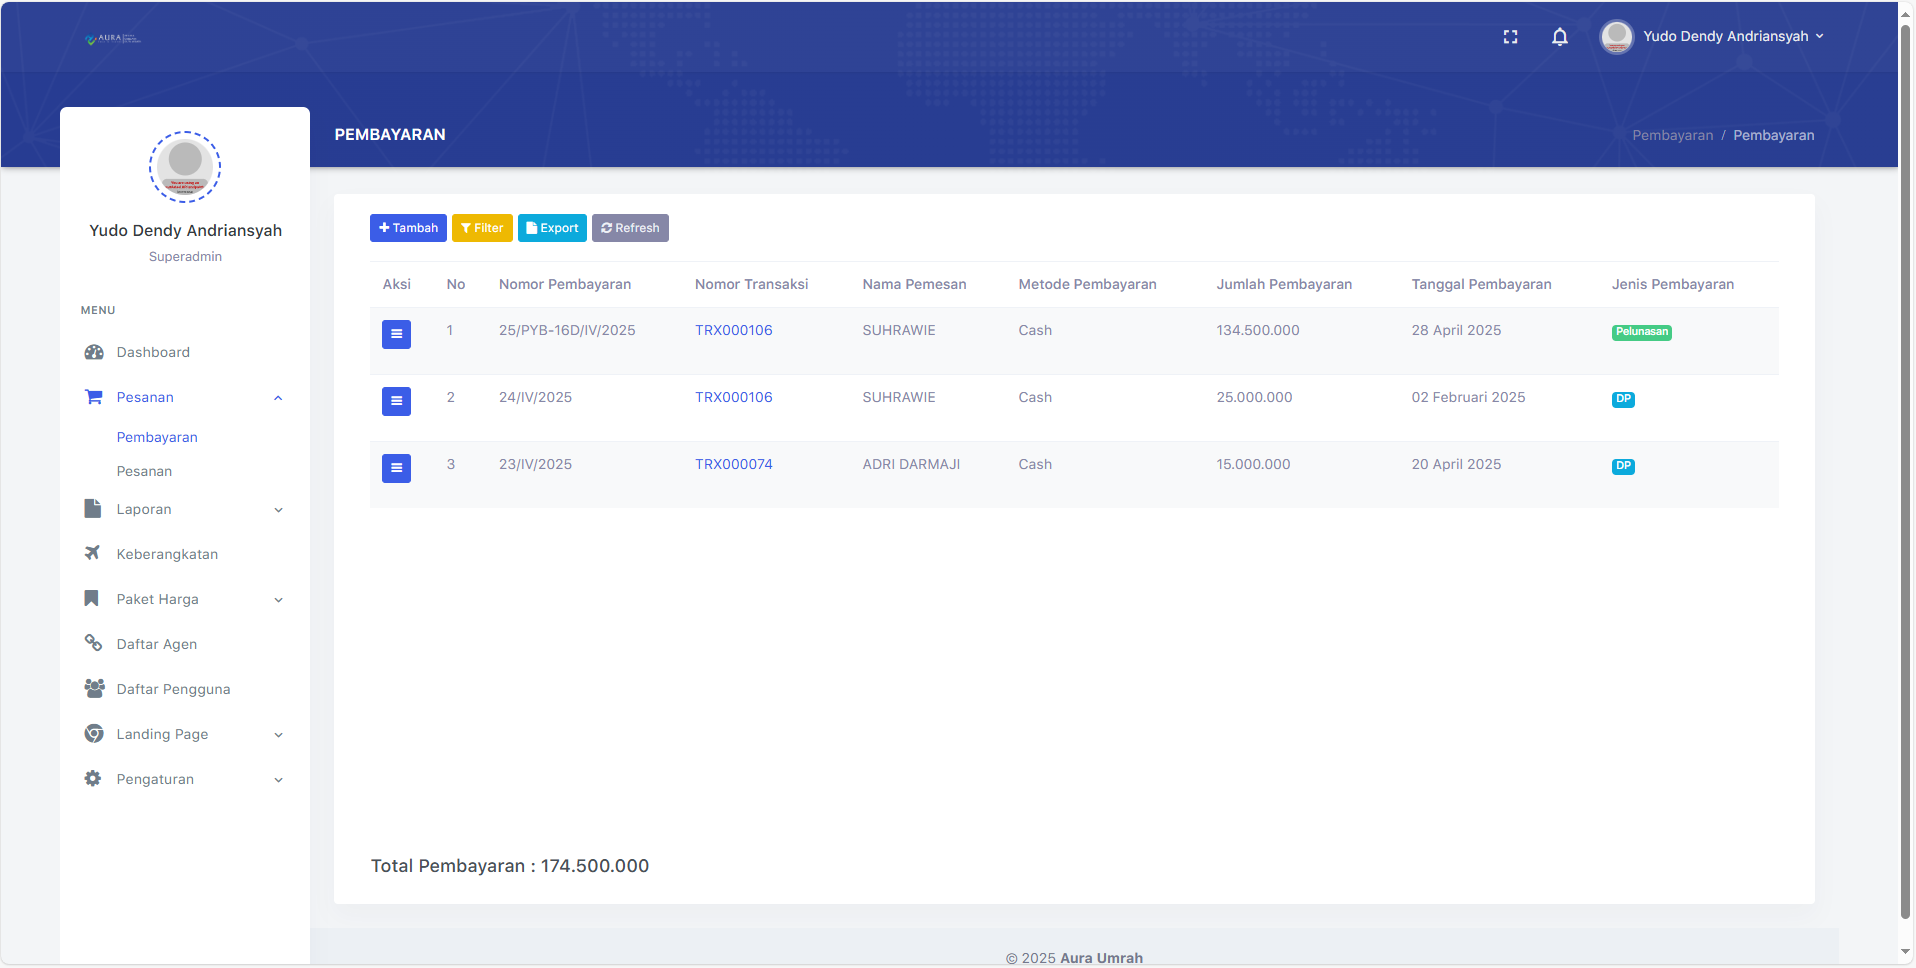 AURA
Yudo Dendy Andriansyah
PEMBAYARAN
Pembayaran / Pembayaran
Yudo Dendy Andriansyah
Superadmin
MENU
Dashboard
Pesanan
Pembayaran
Pesanan
Laporan
Keberangkatan
Paket Harga
Daftar Agen
Daftar Pengguna
Landing Page
Pengaturan
Tambah Filter Export Refresh
Aksi No Nomor Pembayaran Nomor Transaksi Nama Pemesan Metode Pembayaran Jumlah Pembayaran Tanggal Pembayaran Jenis Pembayaran
1 25/PYB-16D/IV/2025 TRX000106 SUHRAWIE Cash 134.500.000 28 April 2025 Pelunasan
2 24/IV/2025 TRX000106 SUHRAWIE Cash 25.000.000 02 Februari 2025 DP
3 23/IV/2025 TRX000074 ADRI DARMAJI Cash 15.000.000 20 April 2025 DP
Total Pembayaran : 174.500.000
© 2025 Aura Umrah